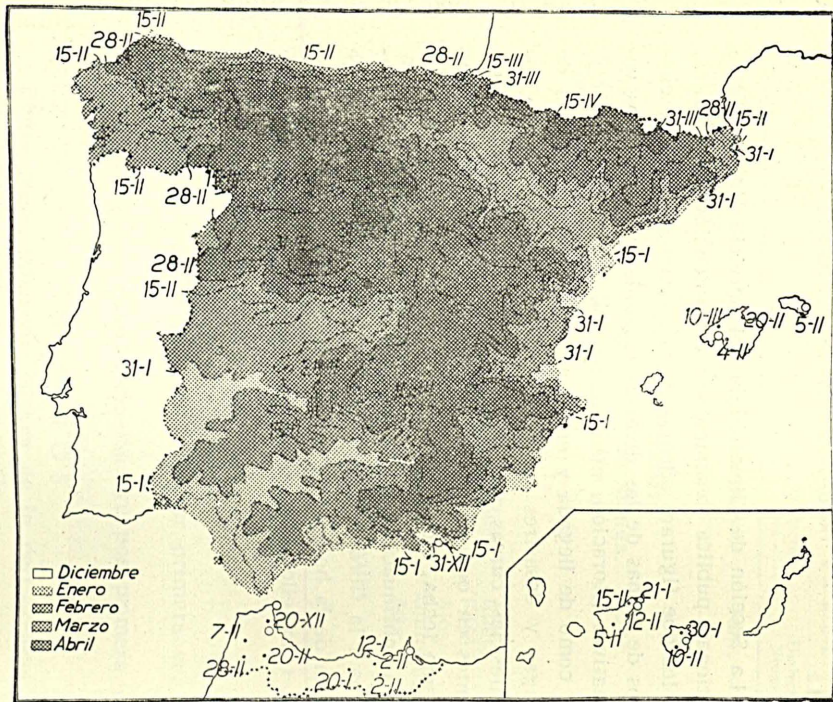 15-II
28-II
15-II
15-II
28-II
15-III
31-III
15-IV
31-III
28-II
15-II
31-I
31-I
15-II
28-II
28-II
15-II
15-I
31-I
31-I
31-I
10-III
20-II
5-II
4-II
15-I
15-I
15-I
31-XII
15-I
Diciembre
Enero
Febrero
Marzo
Abril
20-XII
7-II
28-II
20-II
12-I
2-II
20-I
2-II
15-II
21-I
12-II
5-II
30-I
10-II